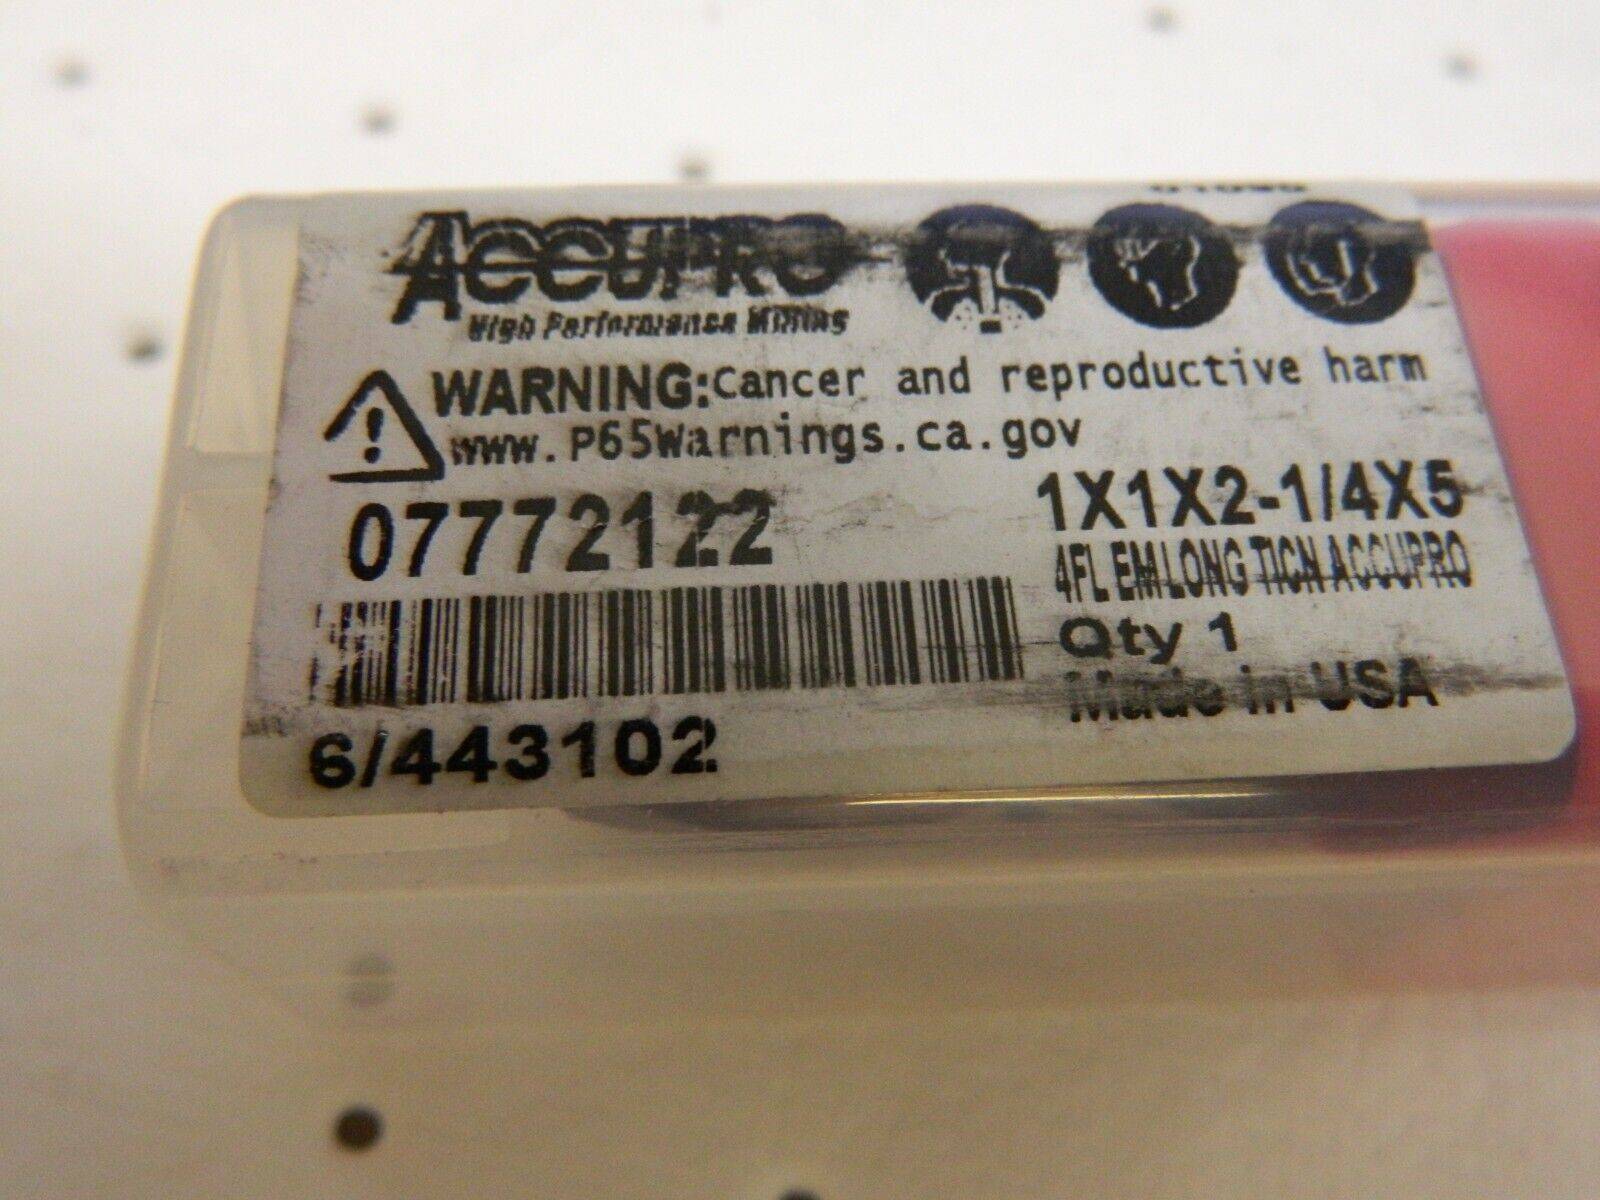 ACCUPRO
High Performance Milling
WARNING:Cancer and reproductive harm
www.P65Warnings.ca.gov
07772122
1X1X2-1/4X5
4FL EM LONG TICN ACCUPRO
Qty 1
Made in USA
6/443102